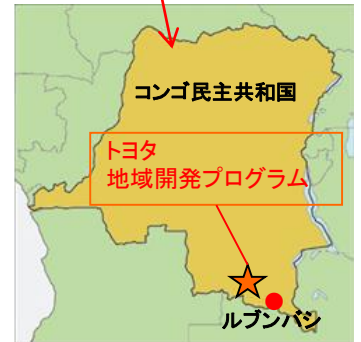 コンゴ民主共和国
トヨタ
地域開発プログラム
ルブンバシ